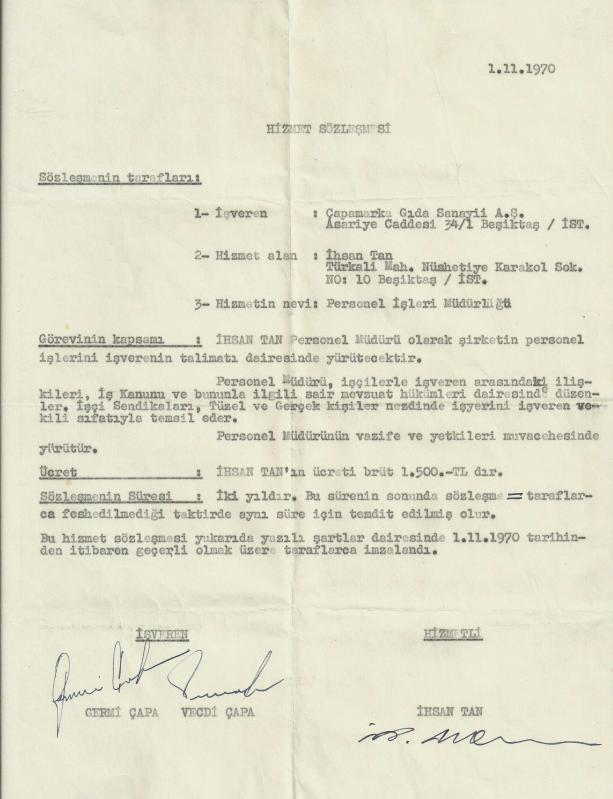 1.11.1970
HİZMET SÖZLEŞMESİ
Sözleşmenin tarafları:
1- İşveren : Çapamarka Gıda Sanayii A.Ş.
Asariye Caddesi 34/1 Beşiktaş / İST.
2- Hizmet alan : İhsan Tan
Türkali Mah. Nüshetiye Karakol Sok.
NO: 10 Beşiktaş / İST.
3- Hizmetin nevi: Personel İşleri Müdürlüğü
Görevinin kapsamı : İHSAN TAN Personel Müdürü olarak şirketin personel
işlerini işverenin talimatı dairesinde yürütecektir.
Personel Müdürü, işçilerle işveren arasındaki iliş-
kileri, İş Kanunu ve bununla ilgili sair mevzuat hükümleri dairesinde düzen-
ler. İşçi Sendikaları, Tüzel ve Gerçek kişiler nezdinde işyerini işveren ve-
kili sıfatıyla temsil eder.
Personel Müdürünün vazife ve yetkileri muvacehesinde
yürütür.
Ücret : İHSAN TAN'ın ücreti brüt 1.500.-TL dır.
Sözleşmenin Süresi : İki yıldır. Bu sürenin sonunda sözleşme = taraflar-
ca feshedilmediği taktirde aynı süre için temdit edilmiş olur.
Bu hizmet sözleşmesi yukarıda yazılı şartlar dairesinde 1.11.1970 tarihin-
den itibaren geçerli olmak üzere taraflarca imzalandı.
İŞVEREN HİZMETLİ
GERMİ ÇAPA VECDİ ÇAPA İHSAN TAN